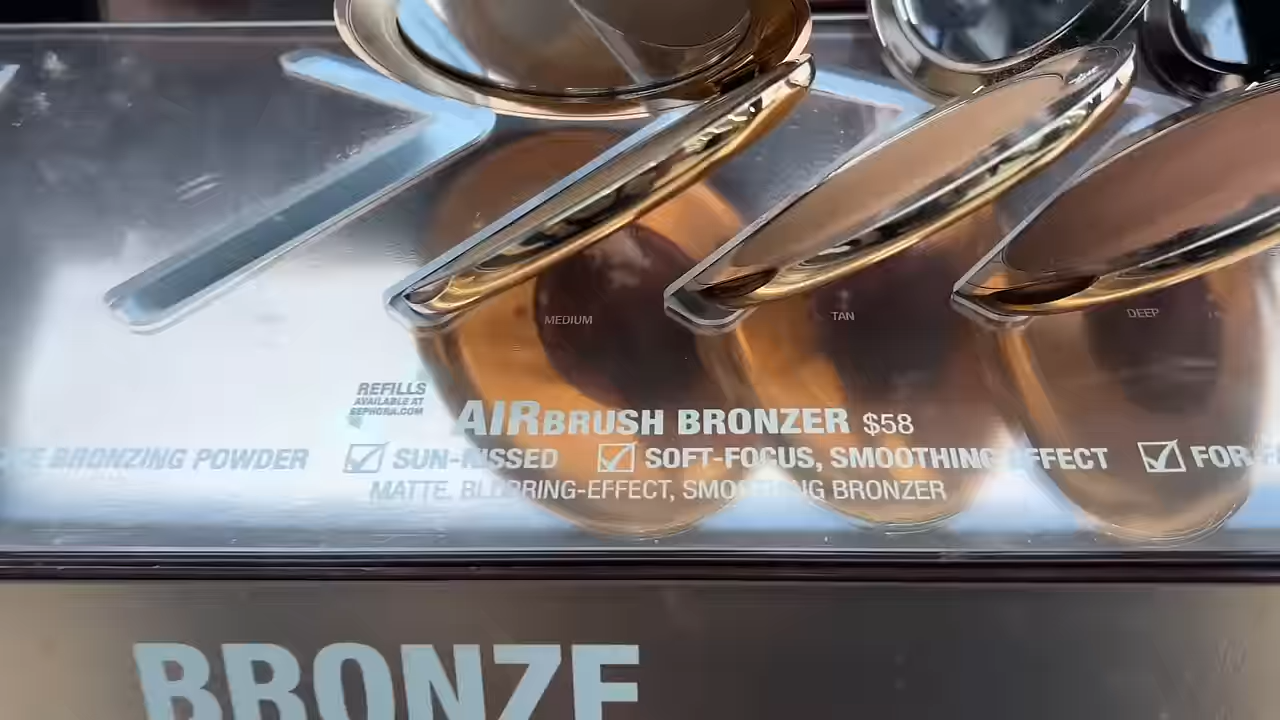 MEDIUM
TAN
DEEP
REFILLS
AVAILABLE AT
SEPHORA.COM
AIRBRUSH BRONZER $58
BRONZING POWDER ☑ SUN-KISSED ☑ SOFT-FOCUS, SMOOTHING EFFECT ☑ FOR
MATTE, BLURRING-EFFECT, SMOOTHING BRONZER
BRONZE